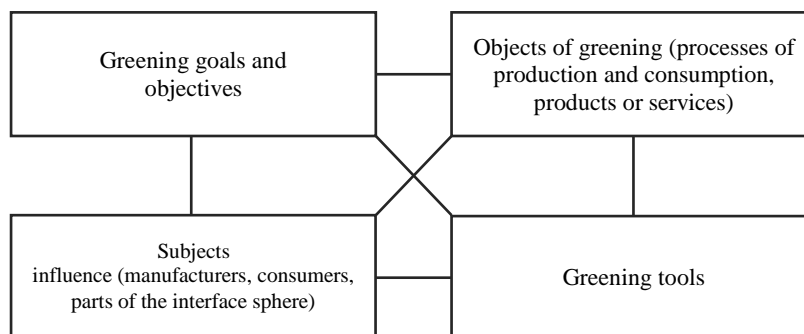 Greening goals and
objectives
Objects of greening (processes of
production and consumption,
products or services)
Subjects
influence (manufacturers, consumers,
parts of the interface sphere)
Greening tools